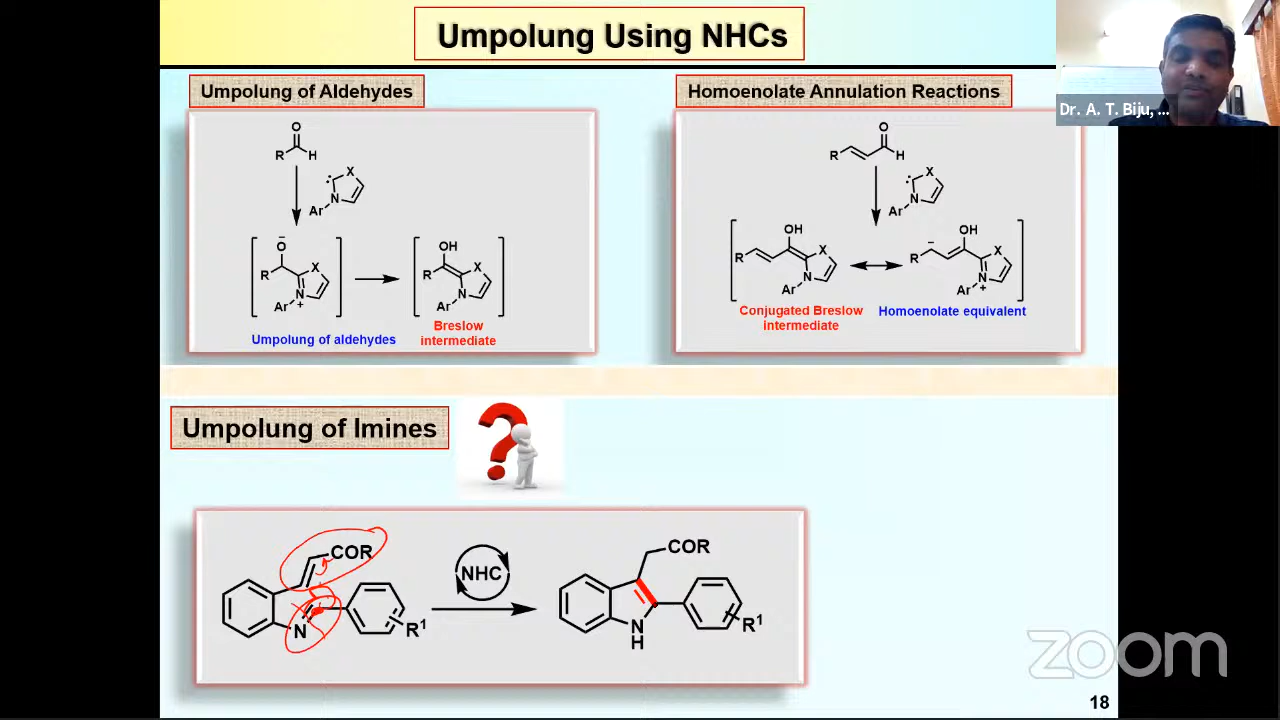 Umpolung Using NHCs
Dr. A. T. Biju, ...
Umpolung of Aldehydes
O
R
H
X
N
Ar
O
R
X
N
+
Ar
OH
R
X
N
Ar
Umpolung of aldehydes
Breslow
intermediate
Homoenolate Annulation Reactions
O
R
H
X
N
Ar
OH
R
X
N
Ar
OH
R
X
N
+
Ar
Conjugated Breslow
intermediate
Homoenolate equivalent
Umpolung of Imines
?
COR
N
R¹
NHC
COR
N
H
R¹
zoom
18